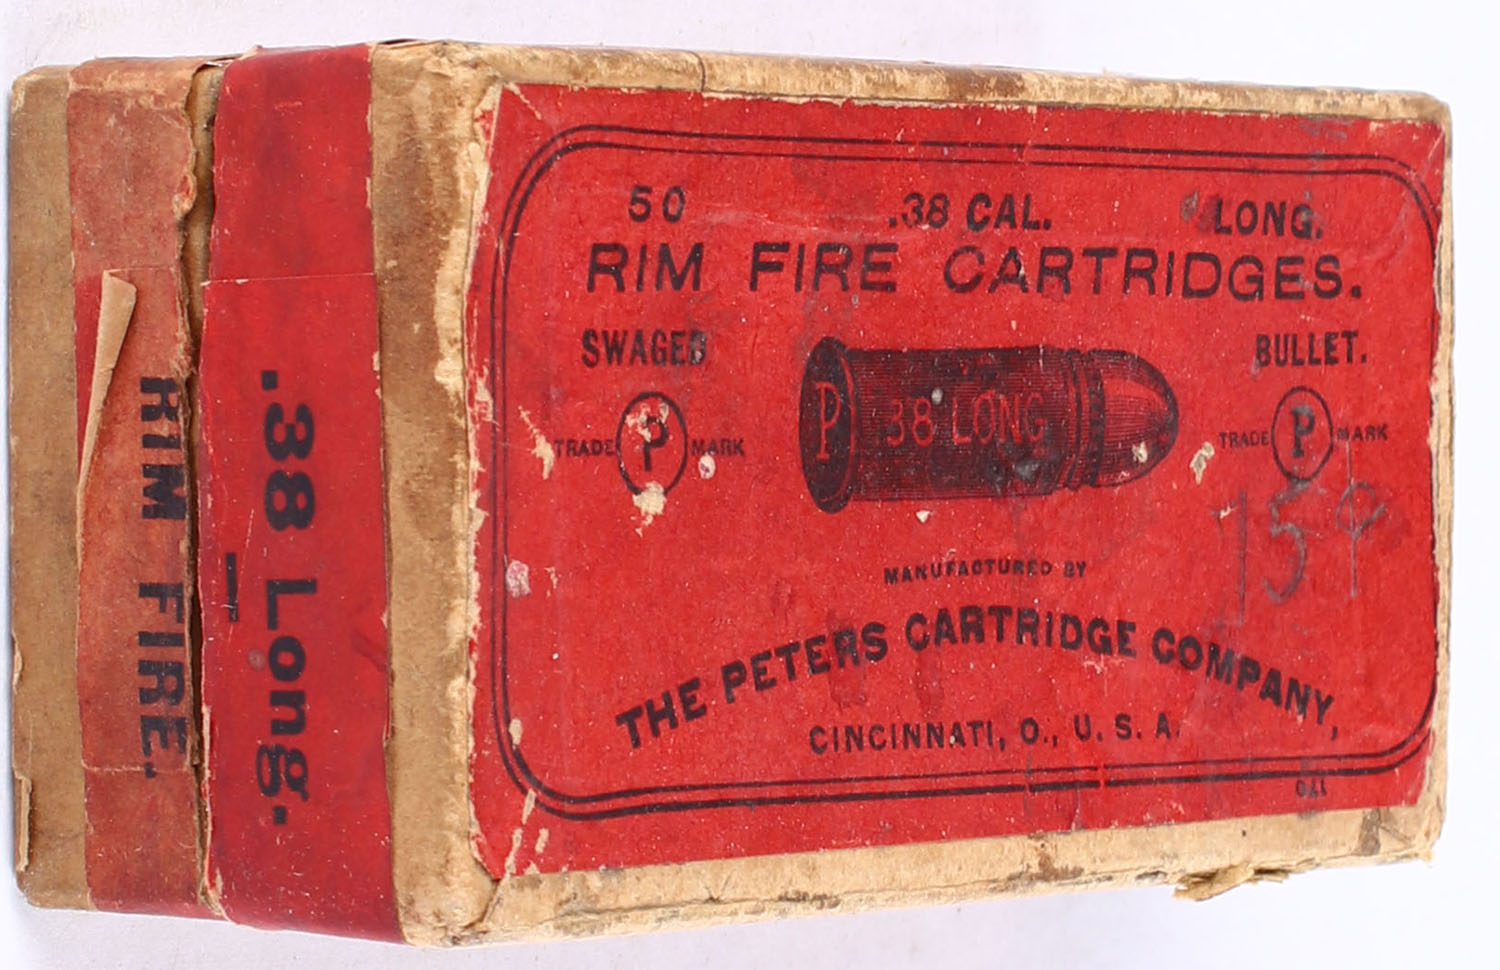 50 .38 CAL. LONG.
RIM FIRE CARTRIDGES.
SWAGED BULLET.
TRADE P MARK
P 38 LONG
TRADE P MARK
MANUFACTURED BY
THE PETERS CARTRIDGE COMPANY,
CINCINNATI, O., U. S. A.
15¢
.38 Long.
RIM FIRE.